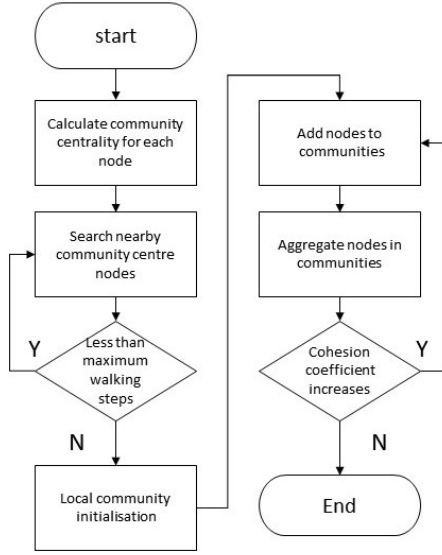 start
Calculate community
centrality for each
node
Search nearby
community centre
nodes
Y
Less than
maximum
walking
steps
N
Local community
initialisation
Add nodes to
communities
Aggregate nodes in
communities
Cohesion
coefficient
increases
Y
N
End